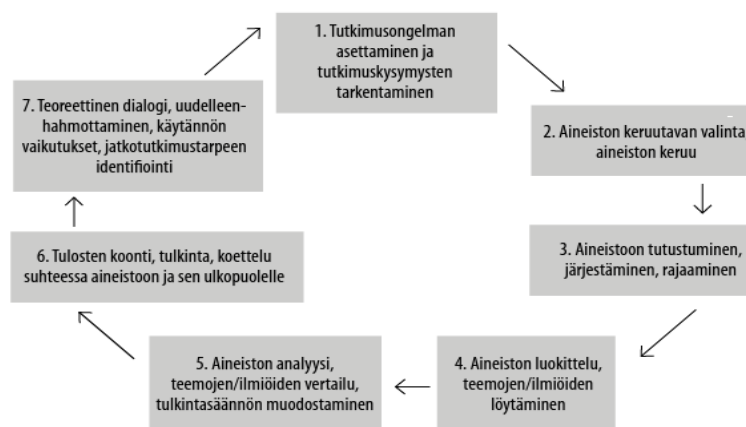 1. Tutkimusongelman
asettaminen ja
tutkimuskysymysten
tarkentaminen
2. Aineiston keruutavan valinta,
aineiston keruu
3. Aineistoon tutustuminen,
järjestäminen, rajaaminen
4. Aineiston luokittelu,
teemojen/ilmiöiden
löytäminen
5. Aineiston analyysi,
teemojen/ilmiöiden vertailu,
tulkintasäännön muodostaminen
6. Tulosten koonti, tulkinta, koettelu
suhteessa aineistoon ja sen ulkopuolelle
7. Teoreettinen dialogi, uudelleen-
hahmottaminen, käytännön
vaikutukset, jatkotutkimustarpeen
identifiointi